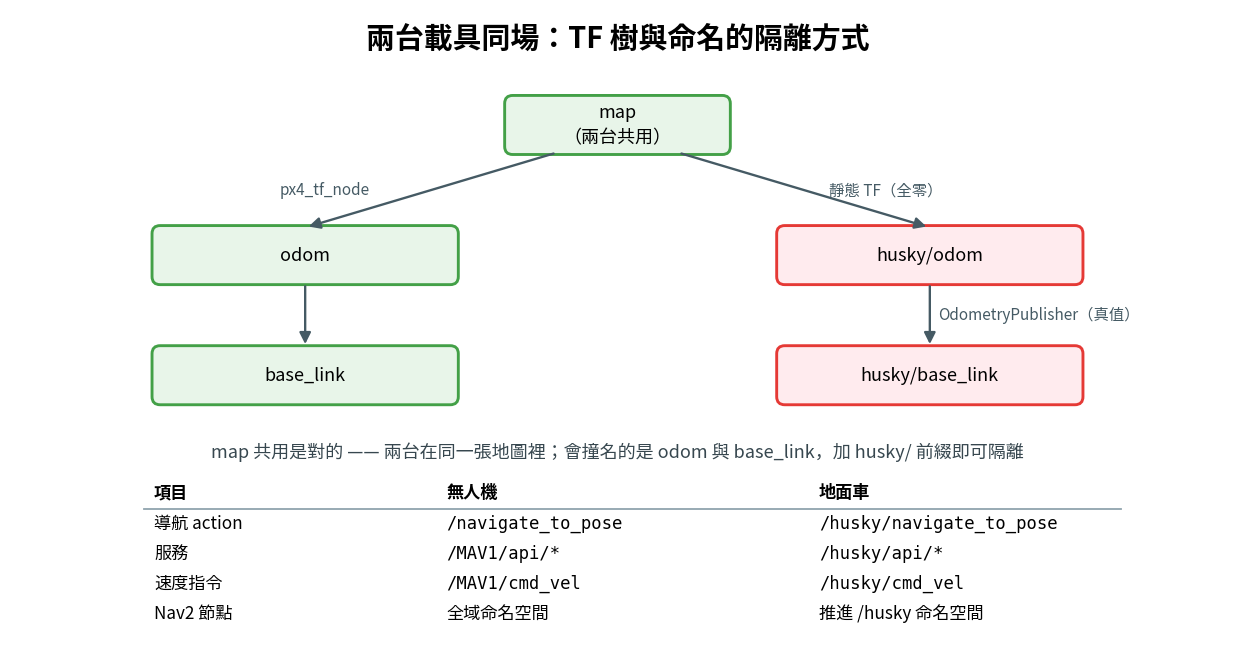 兩台載具同場：TF 樹與命名的隔離方式
map
（兩台共用）
px4_tf_node
靜態 TF（全零）
odom
husky/odom
OdometryPublisher（真值）
base_link
husky/base_link
map 共用是對的 —— 兩台在同一張地圖裡；會撞名的是 odom 與 base_link，加 husky/ 前綴即可隔離
項目 無人機 地面車
導航 action /navigate_to_pose /husky/navigate_to_pose
服務 /MAV1/api/* /husky/api/*
速度指令 /MAV1/cmd_vel /husky/cmd_vel
Nav2 節點 全域命名空間 推進 /husky 命名空間